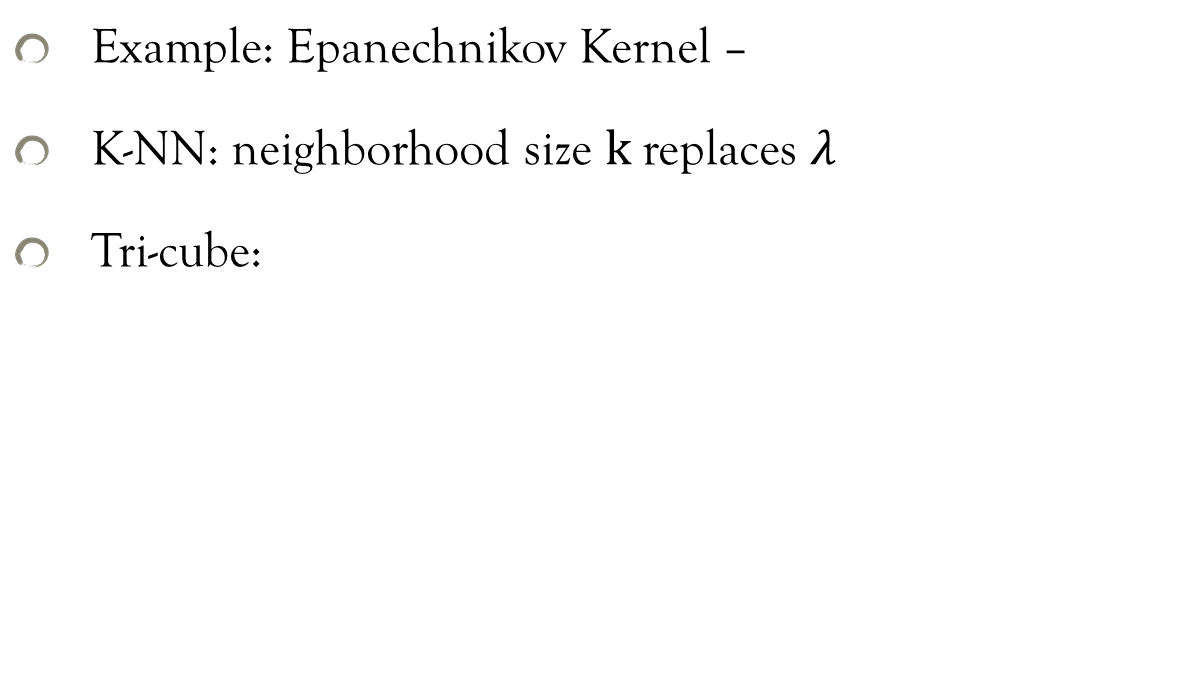 Example: Epanechnikov Kernel –
K-NN: neighborhood size k replaces λ
Tri-cube: